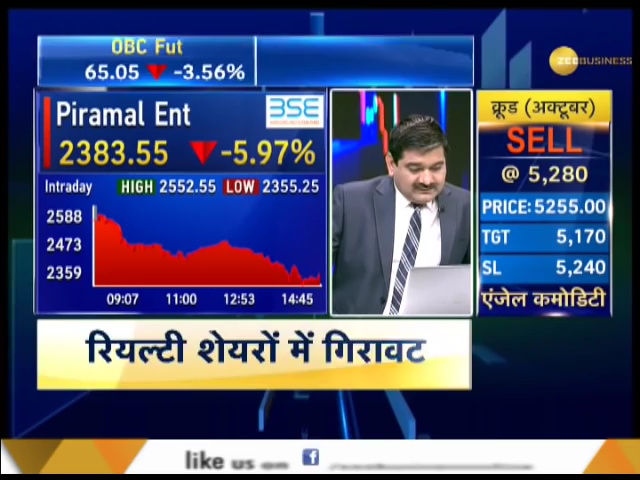 OBC Fut
65.05 -3.56%
ZEEBUSINESS
Piramal Ent
BSE
2383.55 -5.97%
Intraday HIGH 2552.55 LOW 2355.25
2588
2473
2359
09:07 11:00 12:53 14:45
क्रूड (अक्टूबर)
SELL
@ 5,280
PRICE:5255.00
TGT 5,170
SL 5,240
एंजेल कमोडिटी
रियल्टी शेयरों में गिरावट
like us on